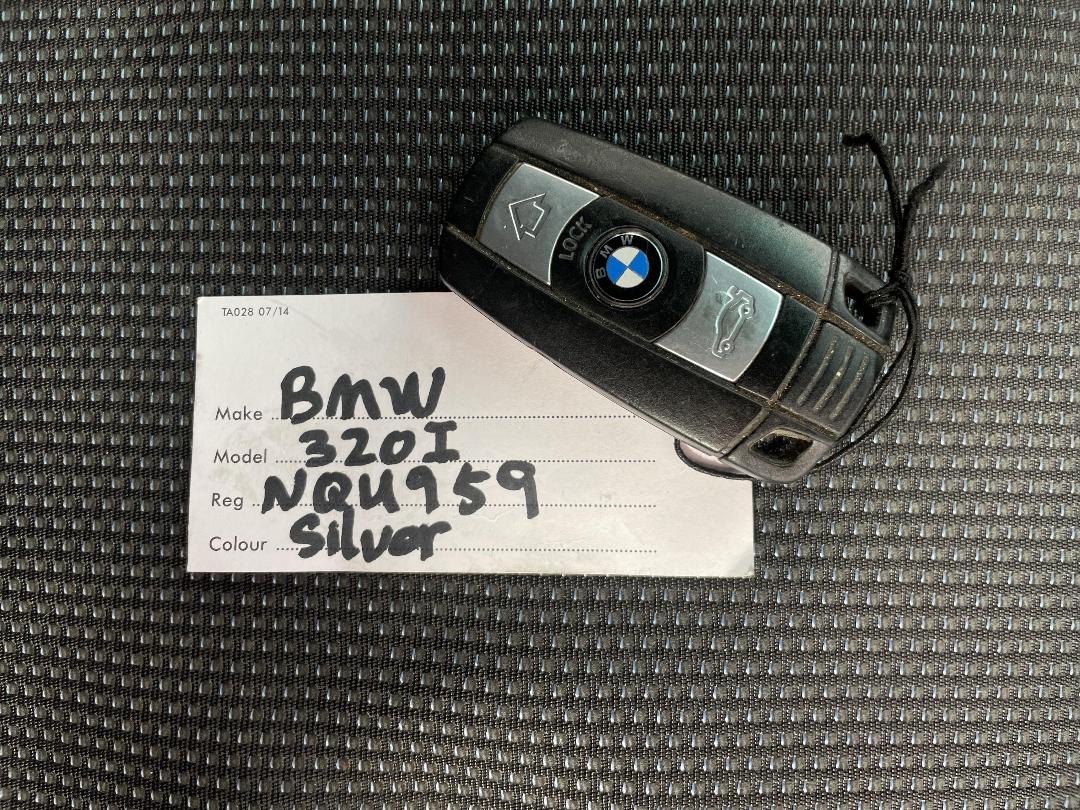 LOCK
BMW
TA028 07/14
Make BMW
Model 320I
Reg NQU959
Colour Silver